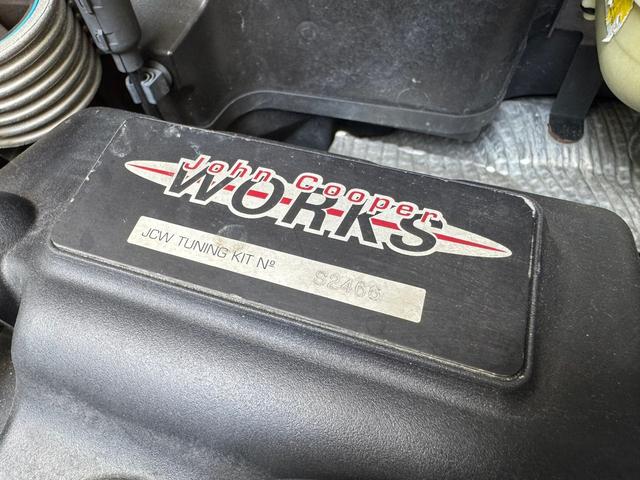 John Cooper
WORKS
JCW TUNING KIT Nº S2466